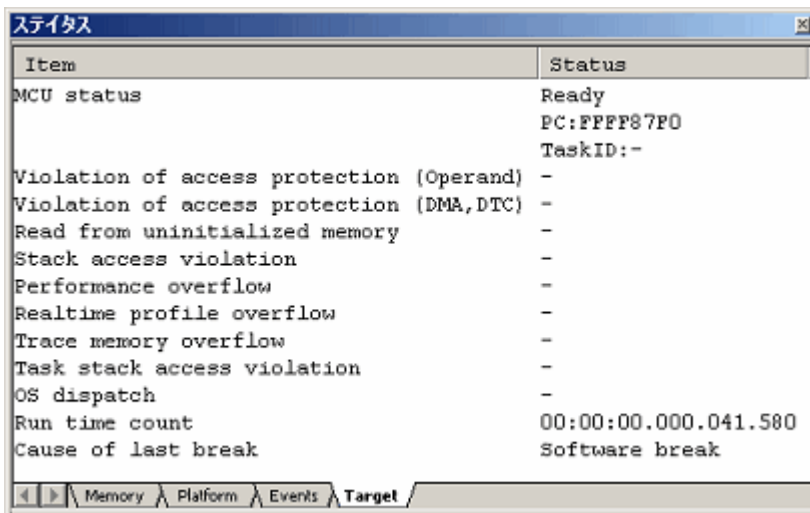 ステイタス
Item Status
MCU status Ready
PC:FFFF87F0
TaskID:-
Violation of access protection (Operand) -
Violation of access protection (DMA,DTC) -
Read from uninitialized memory -
Stack access violation -
Performance overflow -
Realtime profile overflow -
Trace memory overflow -
Task stack access violation -
OS dispatch -
Run time count 00:00:00.000.041.580
Cause of last break Software break
Memory Platform Events Target